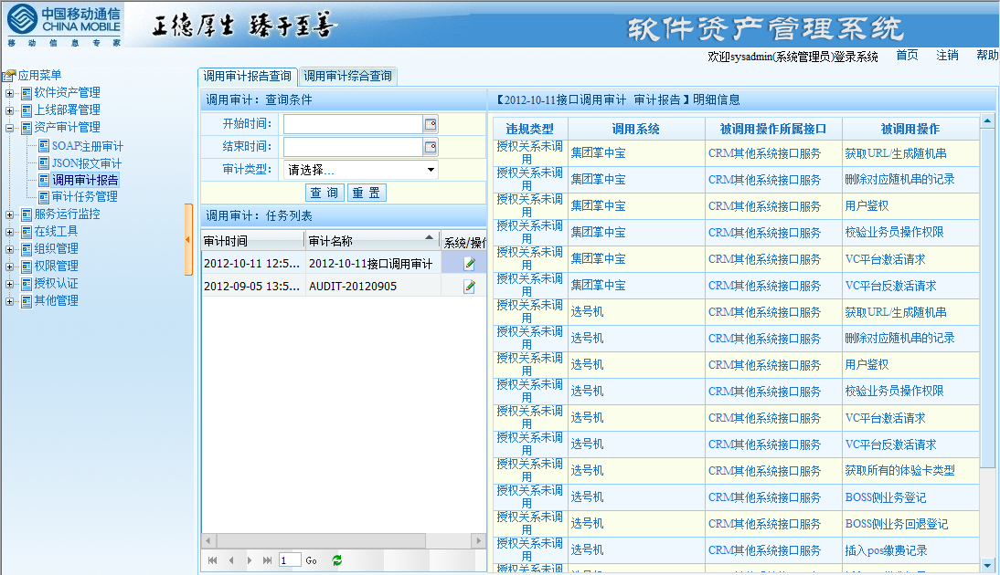 中国移动通信
CHINA MOBILE
移 动 信 息 专 家
正德厚生 臻于至善
软件资产管理系统
欢迎sysadmin(系统管理员)登录系统 首页 注销 帮助
应用菜单
软件资产管理
上线部署管理
资产审计管理
SOAP注册审计
JSON报文审计
调用审计报告
审计任务管理
服务运行监控
在线工具
组织管理
权限管理
授权认证
其他管理
调用审计报告查询 调用审计综合查询
调用审计：查询条件
开始时间：
结束时间：
审计类型： 请选择...
查 询 重 置
调用审计：任务列表
审计时间 审计名称 系统/操作
2012-10-11 12:5... 2012-10-11接口调用审计
2012-09-05 13:5... AUDIT-20120905
1 Go
【2012-10-11接口调用审计 审计报告】明细信息
违规类型 调用系统 被调用操作所属接口 被调用操作
授权关系未调用 集团掌中宝 CRM其他系统接口服务 获取URL/生成随机串
授权关系未调用 集团掌中宝 CRM其他系统接口服务 删除对应随机串的记录
授权关系未调用 集团掌中宝 CRM其他系统接口服务 用户鉴权
授权关系未调用 集团掌中宝 CRM其他系统接口服务 校验业务员操作权限
授权关系未调用 集团掌中宝 CRM其他系统接口服务 VC平台激活请求
授权关系未调用 集团掌中宝 CRM其他系统接口服务 VC平台反激活请求
授权关系未调用 选号机 CRM其他系统接口服务 获取URL/生成随机串
授权关系未调用 选号机 CRM其他系统接口服务 删除对应随机串的记录
授权关系未调用 选号机 CRM其他系统接口服务 用户鉴权
授权关系未调用 选号机 CRM其他系统接口服务 校验业务员操作权限
授权关系未调用 选号机 CRM其他系统接口服务 VC平台激活请求
授权关系未调用 选号机 CRM其他系统接口服务 VC平台反激活请求
授权关系未调用 选号机 CRM其他系统接口服务 获取所有的体验卡类型
授权关系未调用 选号机 CRM其他系统接口服务 BOSS侧业务登记
授权关系未调用 选号机 CRM其他系统接口服务 BOSS侧业务回退登记
授权关系未调用 选号机 CRM其他系统接口服务 插入pos缴费记录
授权关系未调